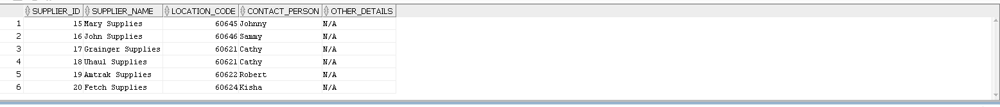 SUPPLIER_ID SUPPLIER_NAME LOCATION_CODE CONTACT_PERSON OTHER_DETAILS
1 15 Mary Supplies 60645 Johnny N/A
2 16 John Supplies 60646 Sammy N/A
3 17 Grainger Supplies 60621 Cathy N/A
4 18 Uhaul Supplies 60621 Cathy N/A
5 19 Amtrak Supplies 60622 Robert N/A
6 20 Fetch Supplies 60624 Kisha N/A